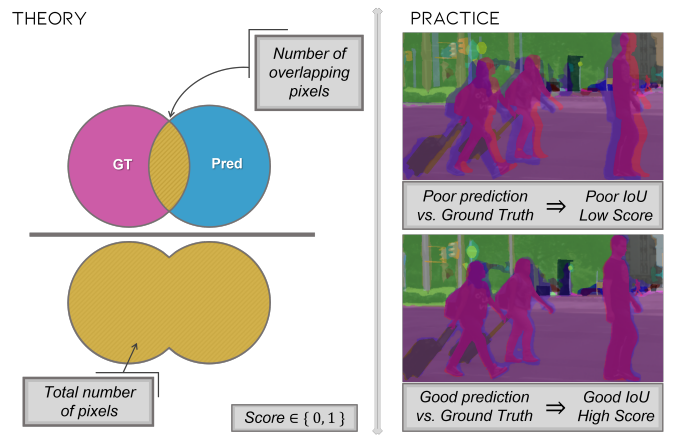 THEORY
Number of
overlapping
pixels
GT
Pred
Total number
of pixels
Score ∈ { 0, 1 }
PRACTICE
Poor prediction
vs. Ground Truth
⇒
Poor IoU
Low Score
Good prediction
vs. Ground Truth
⇒
Good IoU
High Score